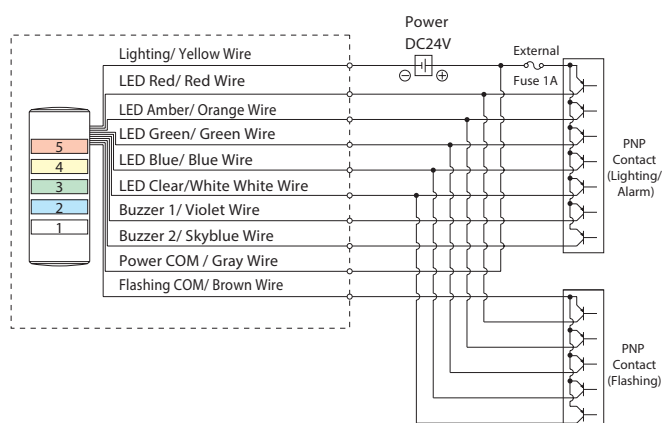 Power
DC24V
External
Fuse 1A
Lighting/ Yellow Wire
LED Red/ Red Wire
LED Amber/ Orange Wire
LED Green/ Green Wire
LED Blue/ Blue Wire
LED Clear/White White Wire
Buzzer 1/ Violet Wire
Buzzer 2/ Skyblue Wire
Power COM / Gray Wire
Flashing COM/ Brown Wire
5
4
3
2
1
PNP
Contact
(Lighting/
Alarm)
PNP
Contact
(Flashing)